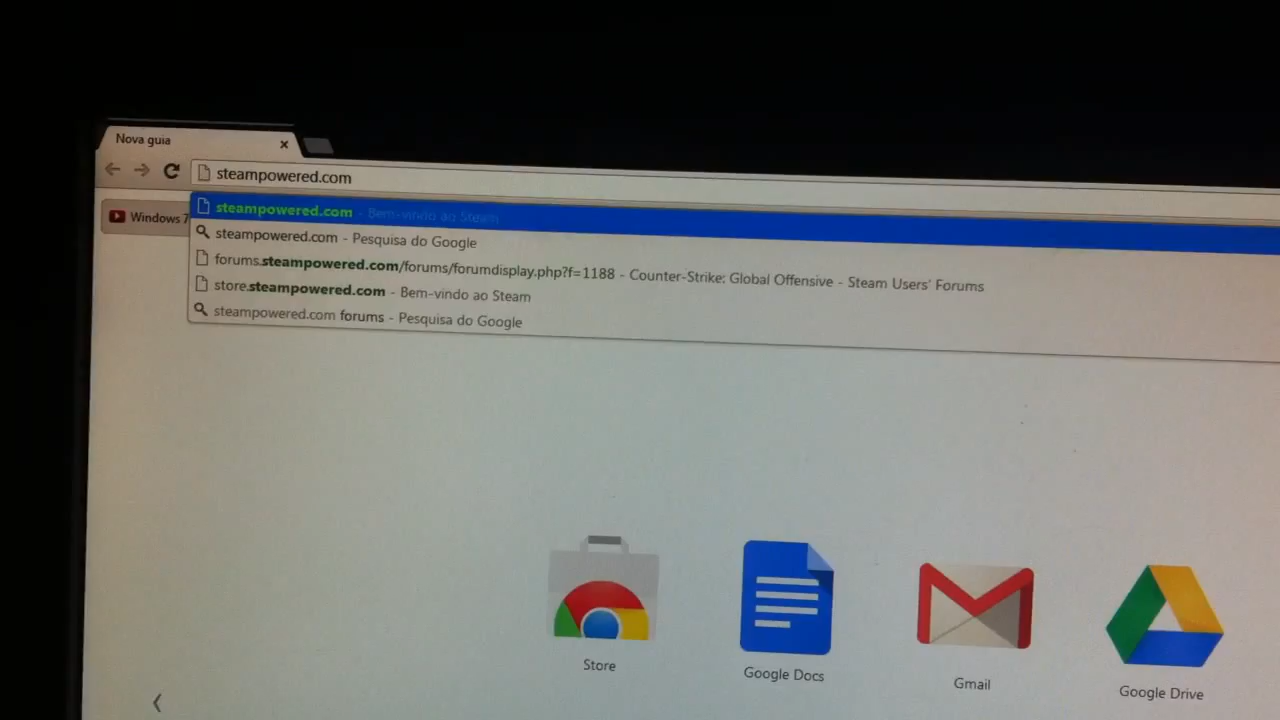 Nova guia
steampowered.com
Windows 7
steampowered.com - Bem-vindo ao Steam
steampowered.com - Pesquisa do Google
forums.steampowered.com/forums/forumdisplay.php?f=1188 - Counter-Strike: Global Offensive - Steam Users' Forums
store.steampowered.com - Bem-vindo ao Steam
steampowered.com forums - Pesquisa do Google
Store
Google Docs
Gmail
Google Drive